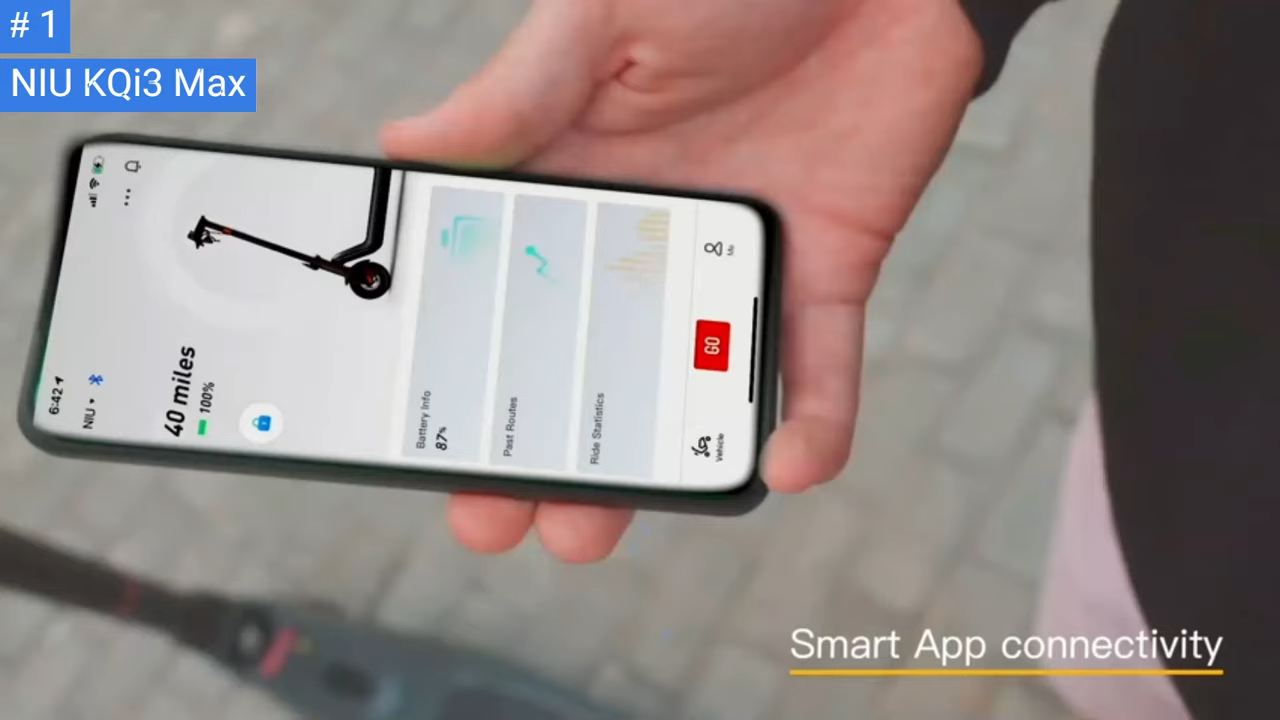 # 1
NIU KQi3 Max
6:42
NIU
40 miles
100%
Battery Info
87%
Past Routes
Ride Statistics
Vehicle
GO
Me
Smart App connectivity